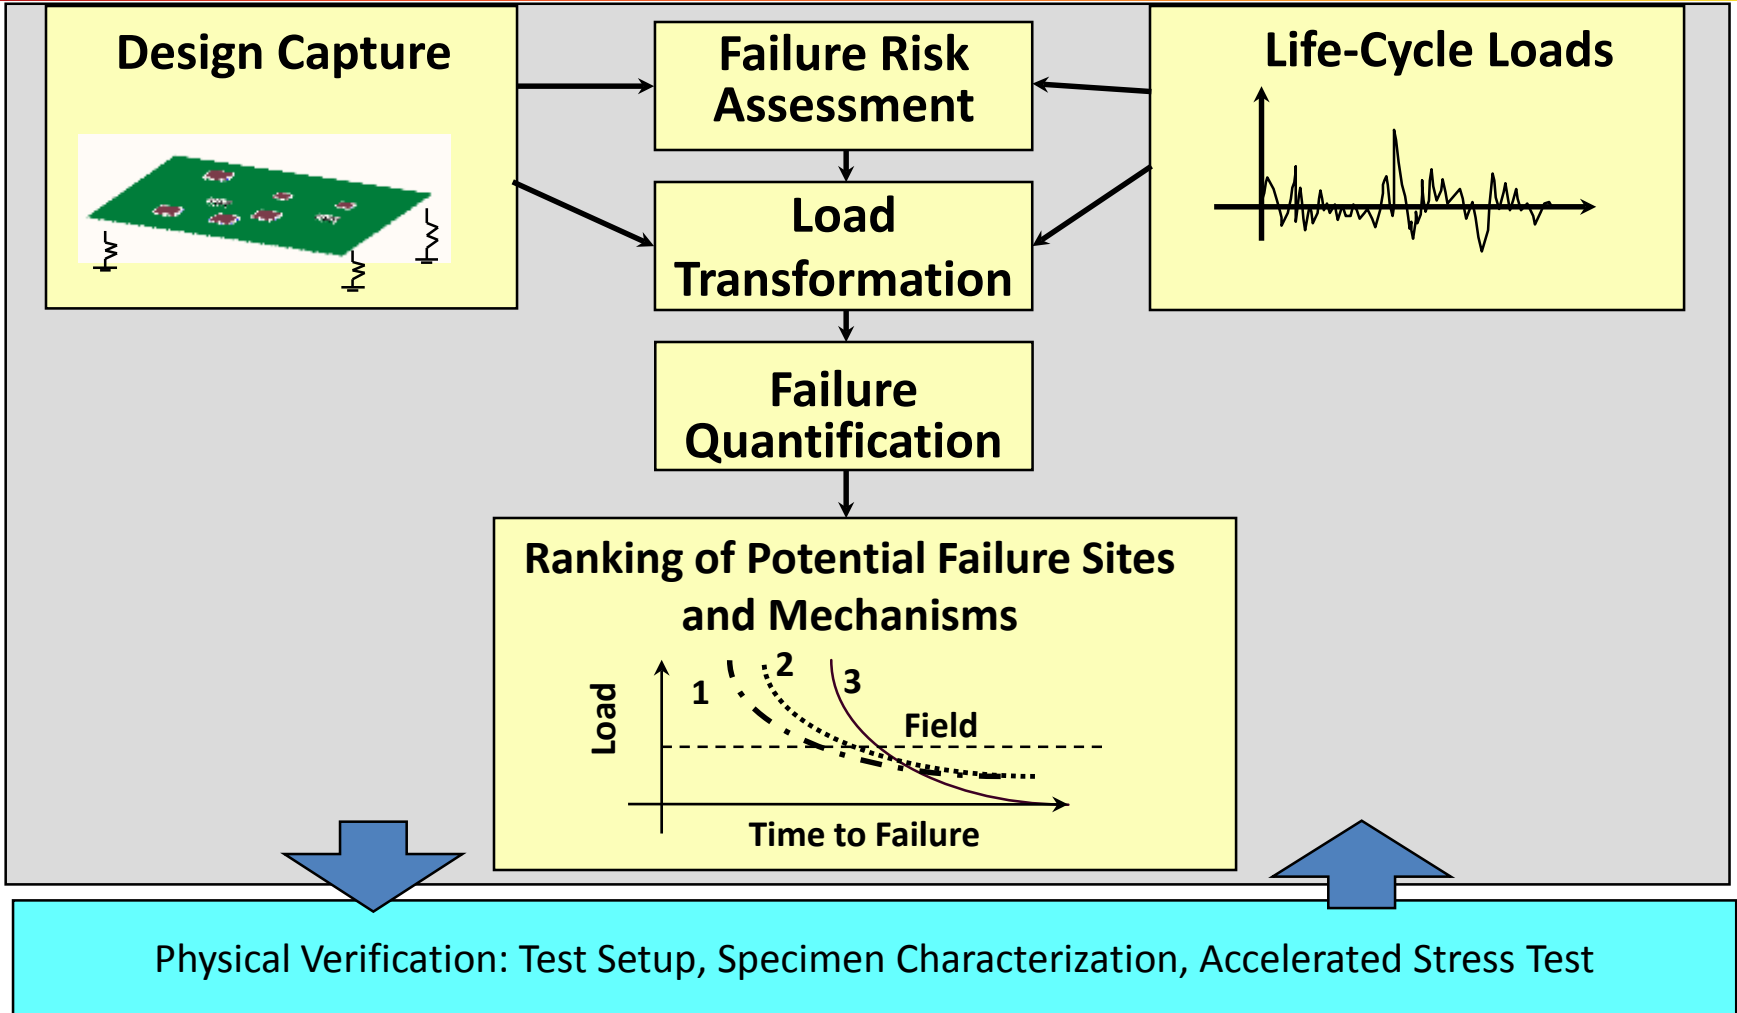 Design Capture
Failure Risk
Assessment
Life-Cycle Loads
Load
Transformation
Failure
Quantification
Ranking of Potential Failure Sites
and Mechanisms
1
2
3
Field
Load
Time to Failure
Physical Verification: Test Setup, Specimen Characterization, Accelerated Stress Test